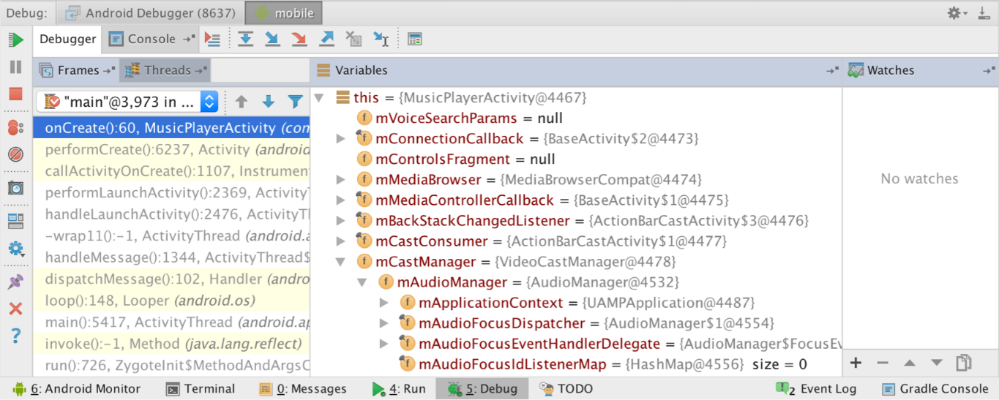 Debug: Android Debugger (8637) mobile
Debugger Console
Frames Threads Variables Watches
"main"@3,973 in ...
onCreate():60, MusicPlayerActivity (com
performCreate():6237, Activity (android
callActivityOnCreate():1107, Instrument
performLaunchActivity():2369, ActivityT
handleLaunchActivity():2476, ActivityTh
-wrap11():-1, ActivityThread (android.a
handleMessage():1344, ActivityThread$
dispatchMessage():102, Handler (andro
loop():148, Looper (android.os)
main():5417, ActivityThread (android.ap
invoke():-1, Method (java.lang.reflect)
run():726, ZygoteInit$MethodAndArgsC
this = {MusicPlayerActivity@4467}
mVoiceSearchParams = null
mConnectionCallback = {BaseActivity$2@4473}
mControlsFragment = null
mMediaBrowser = {MediaBrowserCompat@4474}
mMediaControllerCallback = {BaseActivity$1@4475}
mBackStackChangedListener = {ActionBarCastActivity$3@4476}
mCastConsumer = {ActionBarCastActivity$1@4477}
mCastManager = {VideoCastManager@4478}
mAudioManager = {AudioManager@4532}
mApplicationContext = {UAMPApplication@4487}
mAudioFocusDispatcher = {AudioManager$1@4554}
mAudioFocusEventHandlerDelegate = {AudioManager$FocusEv
mAudioFocusIdListenerMap = {HashMap@4556} size = 0
No watches
6: Android Monitor Terminal 0: Messages 4: Run 5: Debug TODO 2 Event Log Gradle Console